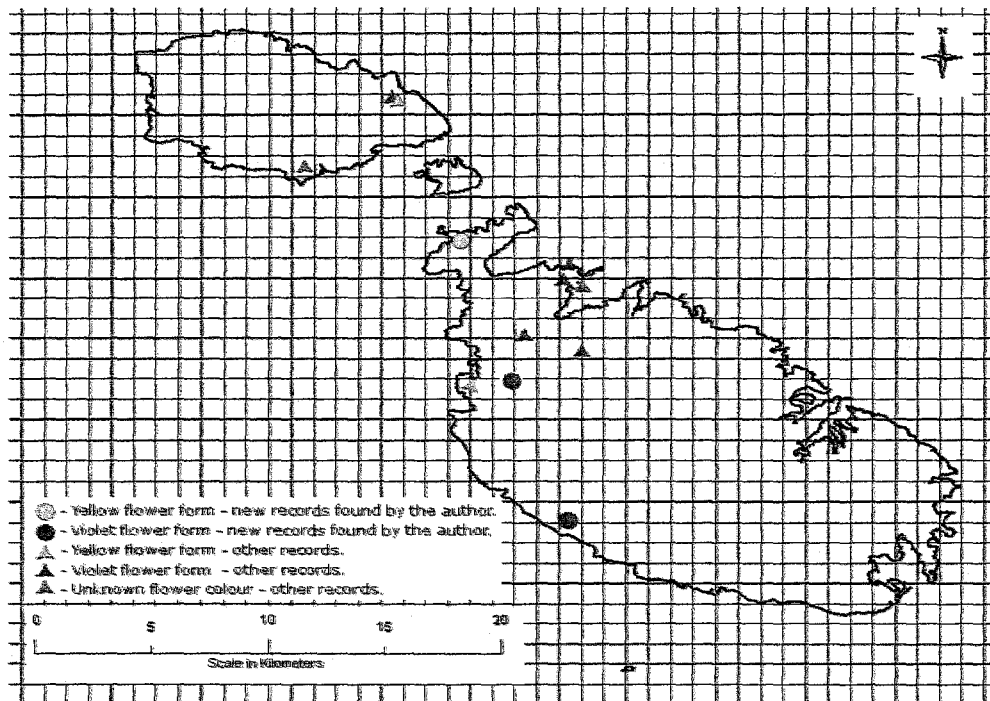 N
- Yellow flower form - new records found by the author.
- Violet flower form - new records found by the author.
- Yellow flower form - other records.
- Violet flower form - other records.
- Unknown flower colour - other records.
0 5 10 15 20
Scale in Kilometers